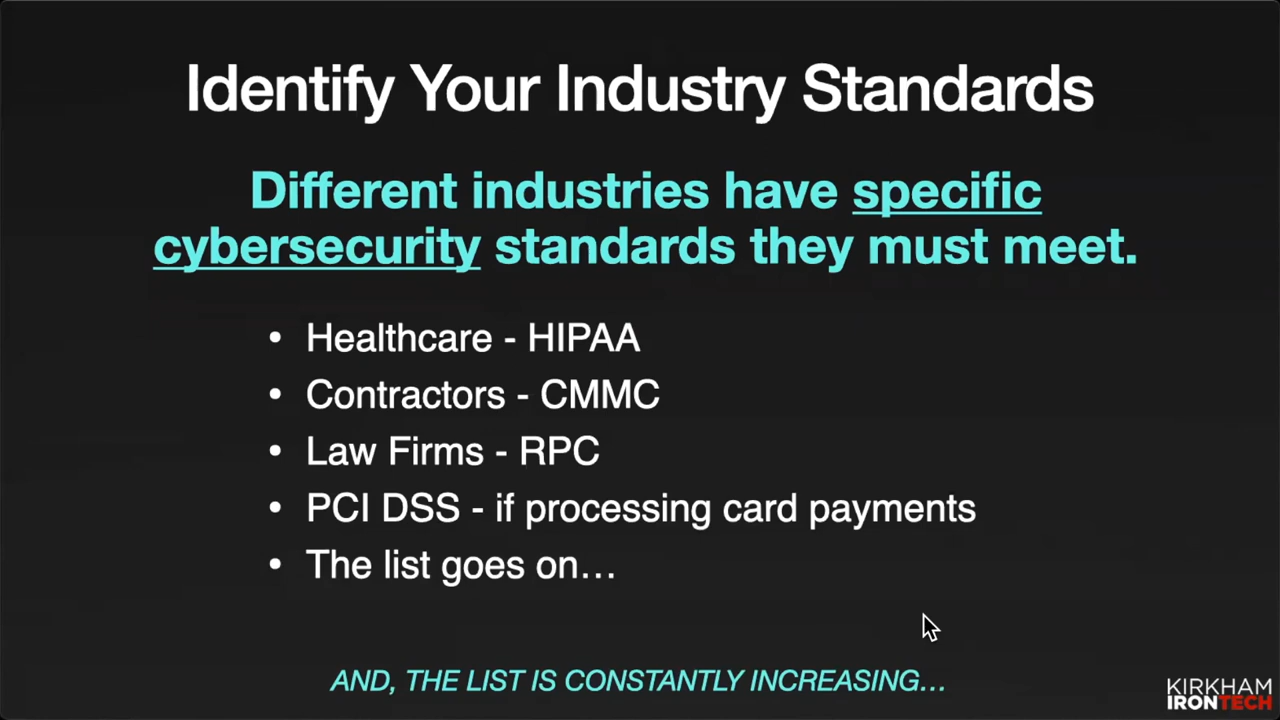 Identify Your Industry Standards
Different industries have specific
cybersecurity standards they must meet.
• Healthcare - HIPAA
• Contractors - CMMC
• Law Firms - RPC
• PCI DSS - if processing card payments
• The list goes on…
AND, THE LIST IS CONSTANTLY INCREASING…
KIRKHAM
IRONTECH